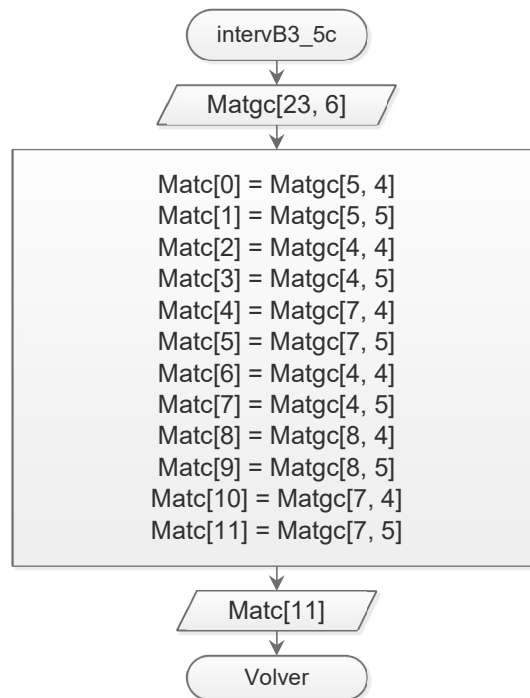 intervB3_5c
Matgc[23, 6]
Matc[0] = Matgc[5, 4]
Matc[1] = Matgc[5, 5]
Matc[2] = Matgc[4, 4]
Matc[3] = Matgc[4, 5]
Matc[4] = Matgc[7, 4]
Matc[5] = Matgc[7, 5]
Matc[6] = Matgc[4, 4]
Matc[7] = Matgc[4, 5]
Matc[8] = Matgc[8, 4]
Matc[9] = Matgc[8, 5]
Matc[10] = Matgc[7, 4]
Matc[11] = Matgc[7, 5]
Matc[11]
Volver